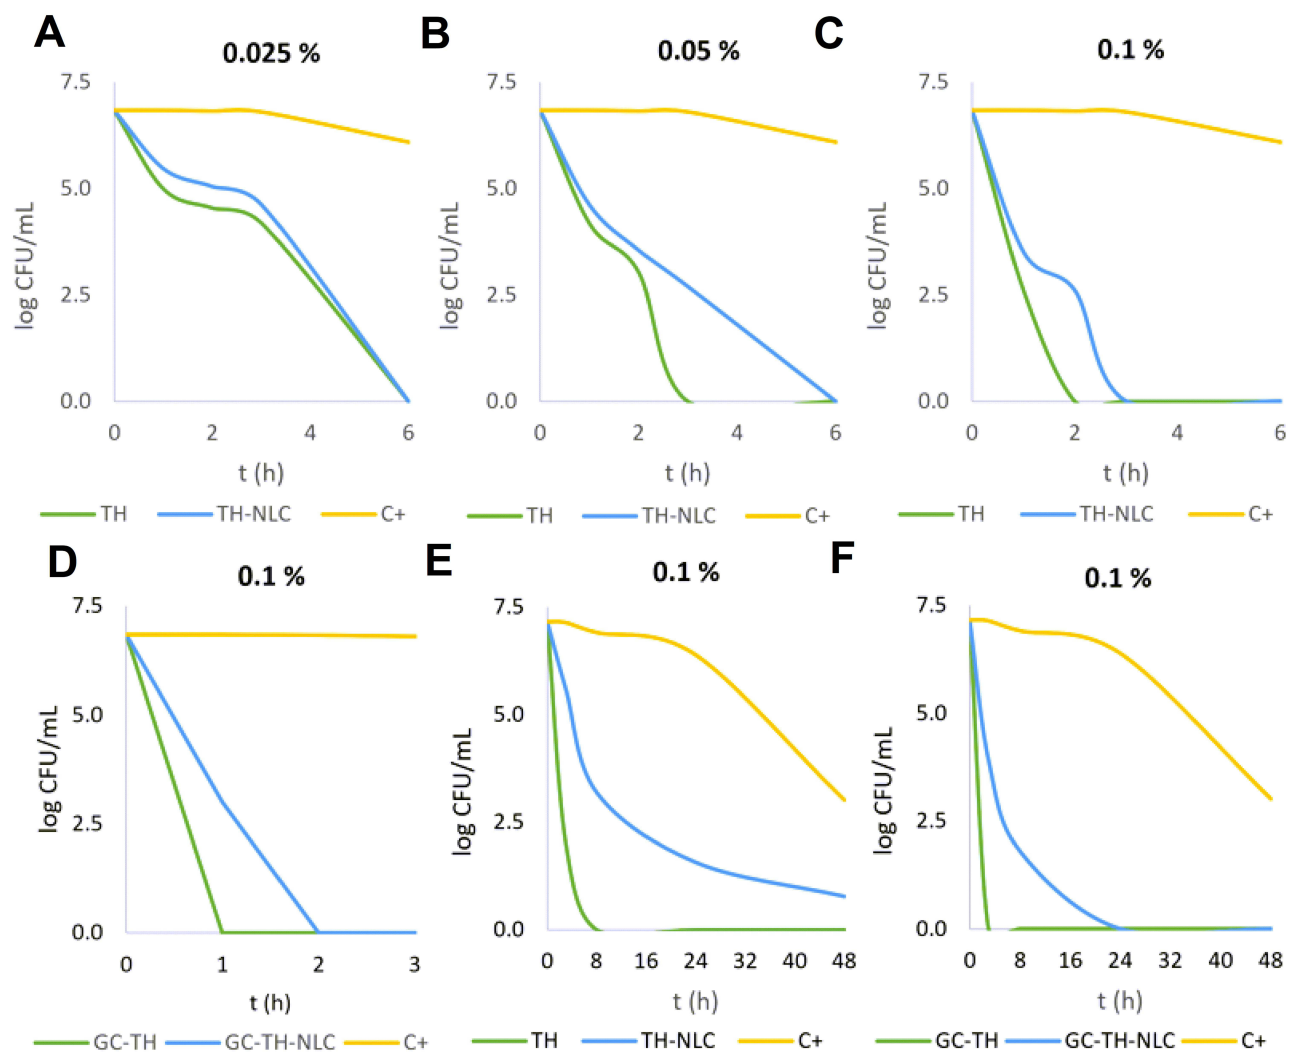 A
0.025 %
7.5
5.0
2.5
0.0
log CFU/mL
0 2 4 6
t (h)
TH TH-NLC C+
B
0.05 %
7.5
5.0
2.5
0.0
log CFU/mL
0 2 4 6
t (h)
TH TH-NLC C+
C
0.1 %
7.5
5.0
2.5
0.0
log CFU/mL
0 2 4 6
t (h)
TH TH-NLC C+
D
0.1 %
7.5
5.0
2.5
0.0
log CFU/mL
0 1 2 3
t (h)
GC-TH GC-TH-NLC C+
E
0.1 %
7.5
5.0
2.5
0.0
log CFU/mL
0 8 16 24 32 40 48
t (h)
TH TH-NLC C+
F
0.1 %
7.5
5.0
2.5
0.0
log CFU/mL
0 8 16 24 32 40 48
t (h)
GC-TH GC-TH-NLC C+